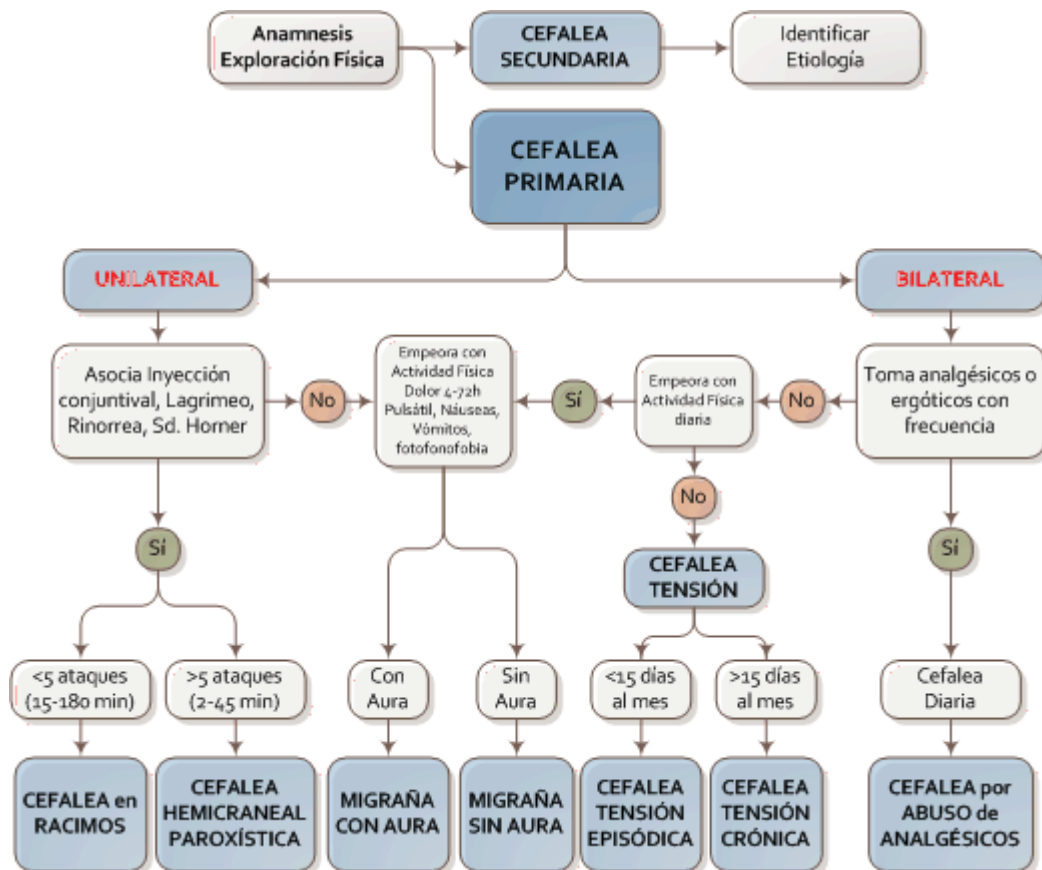 Anamnesis
Exploración Física
CEFALEA
SECUNDARIA
Identificar
Etiología
CEFALEA
PRIMARIA
UNILATERAL
BILATERAL
Asocia Inyección
conjuntival, Lagrimeo,
Rinorrea, Sd. Horner
No
Empeora con
Actividad Física
Dolor 4-72h
Pulsátil, Náuseas,
Vómitos,
fotofonofobia
Sí
Empeora con
Actividad Física
diaria
No
Toma analgésicos o
ergóticos con
frecuencia
No
Sí
Sí
CEFALEA
TENSIÓN
<5 ataques
(15-180 min)
>5 ataques
(2-45 min)
Con
Aura
Sin
Aura
<15 días
al mes
>15 días
al mes
Cefalea
Diaria
CEFALEA en
RACIMOS
CEFALEA
HEMICRANEAL
PAROXÍSTICA
MIGRAÑA
CON AURA
MIGRAÑA
SIN AURA
CEFALEA
TENSIÓN
EPISÓDICA
CEFALEA
TENSIÓN
CRÓNICA
CEFALEA por
ABUSO de
ANALGÉSICOS